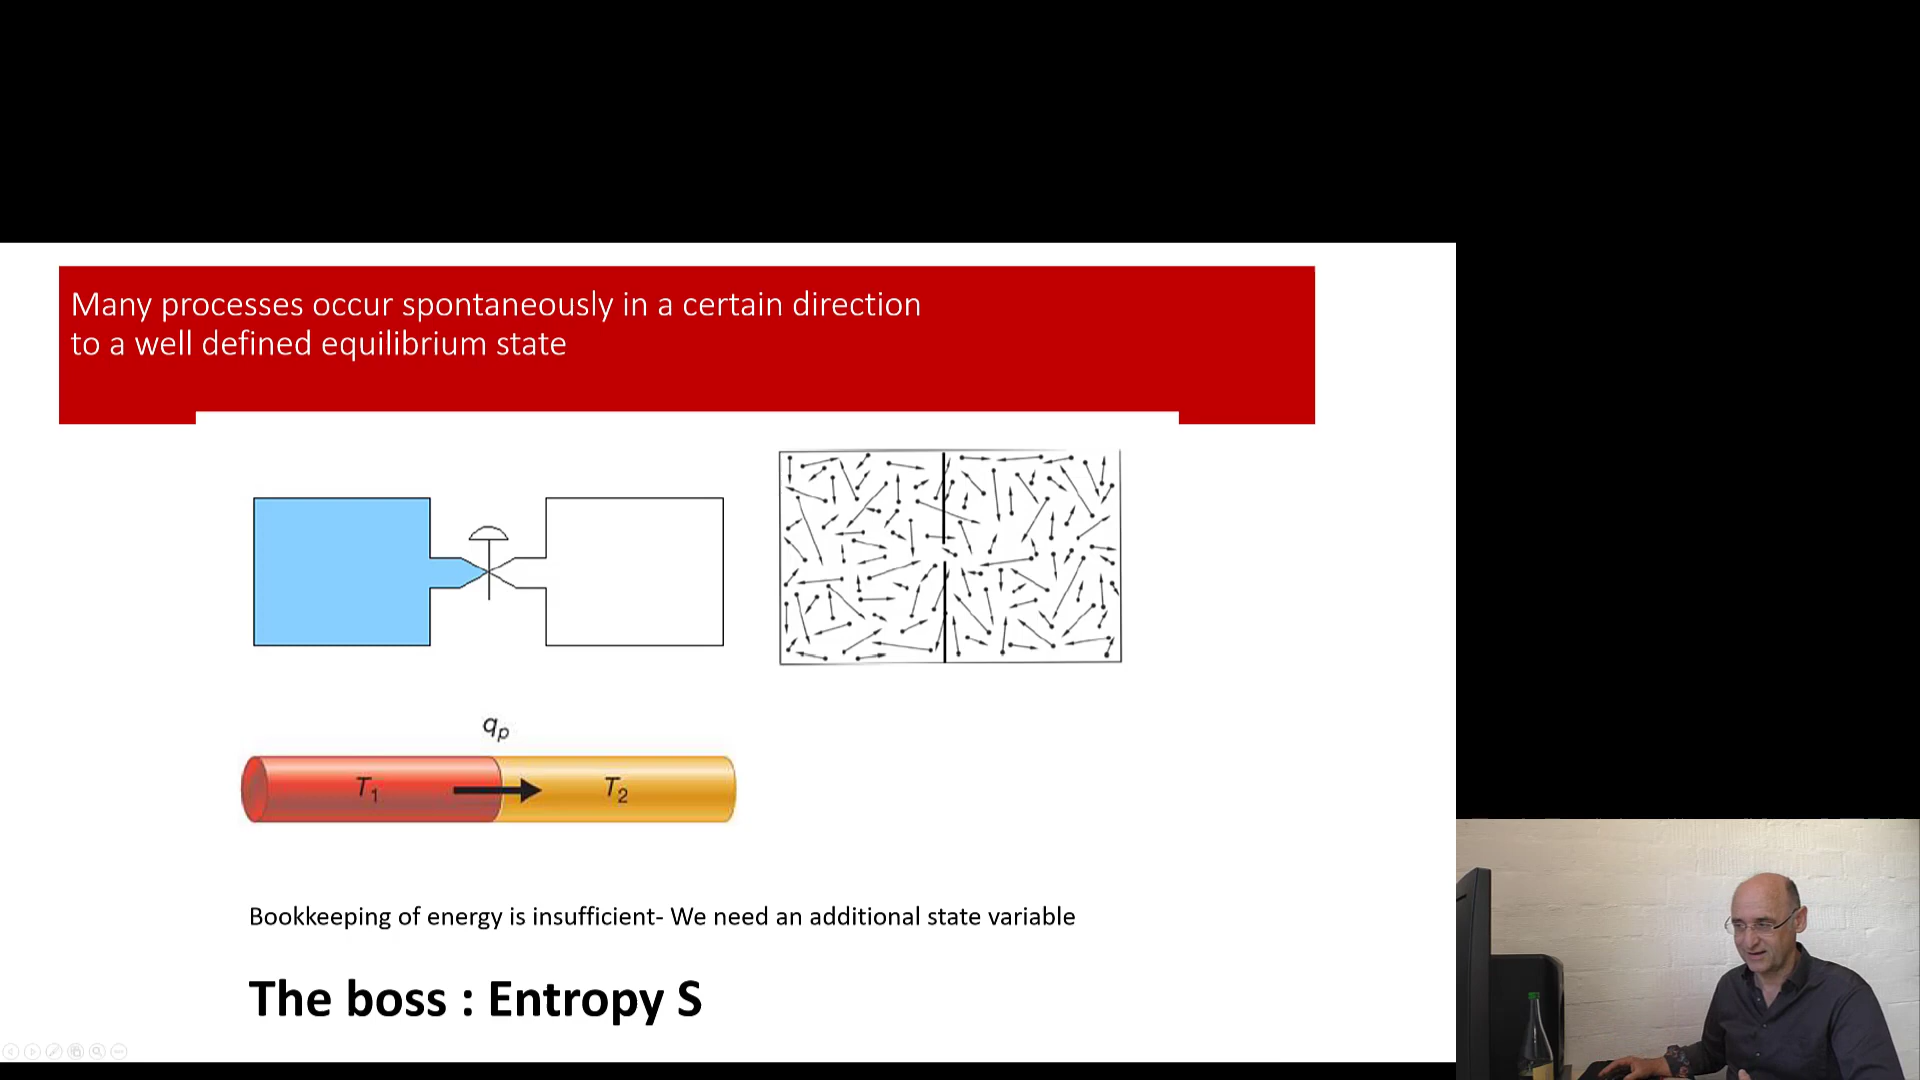 Many processes occur spontaneously in a certain direction
to a well defined equilibrium state
qp
T1
T2
Bookkeeping of energy is insufficient- We need an additional state variable
The boss : Entropy S